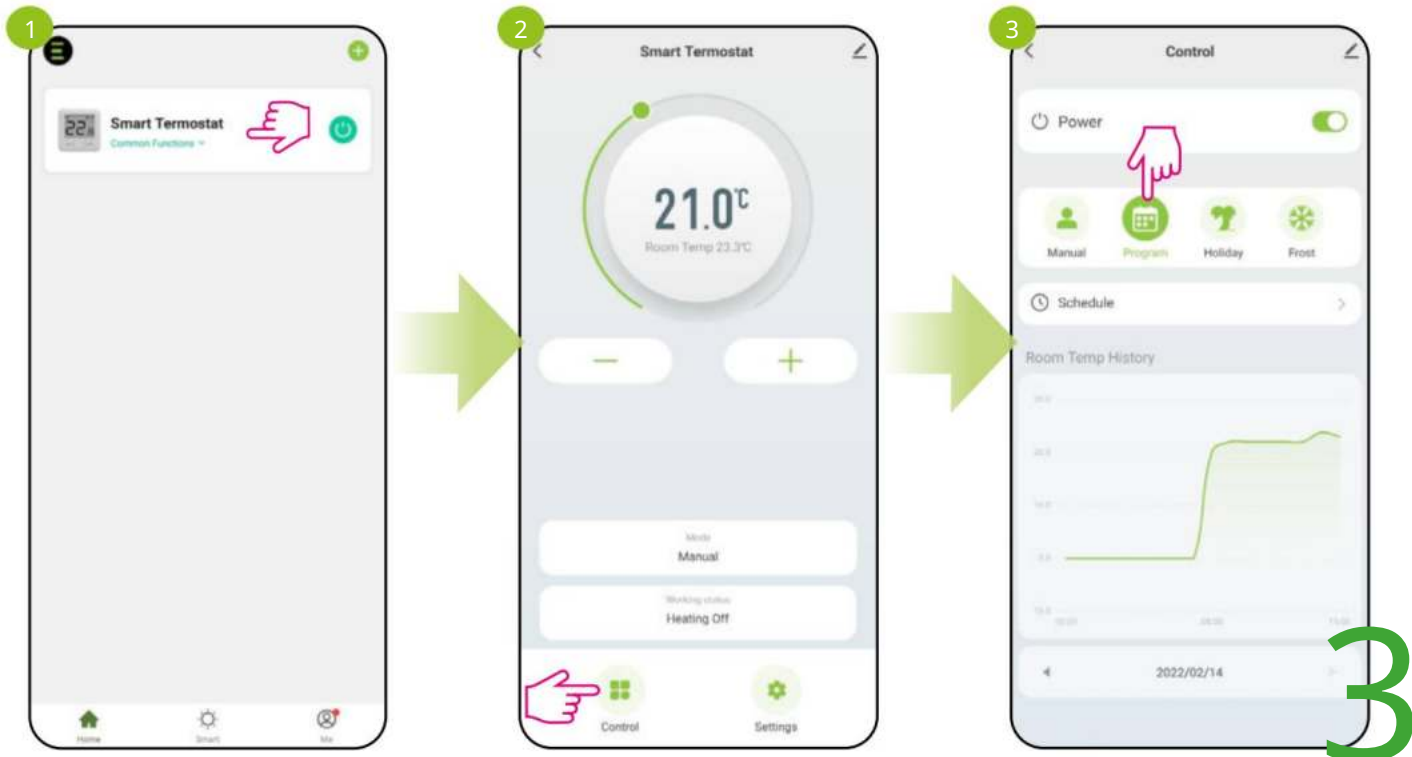 1
Smart Termostat
Common Functions
Home
Smart
Me
2
Smart Termostat
21.0°C
Room Temp 23.3°C
Mode
Manual
Working status
Heating Off
Control
Settings
3
Control
Power
Manual
Program
Holiday
Frost
Schedule
Room Temp History
2022/02/14
3